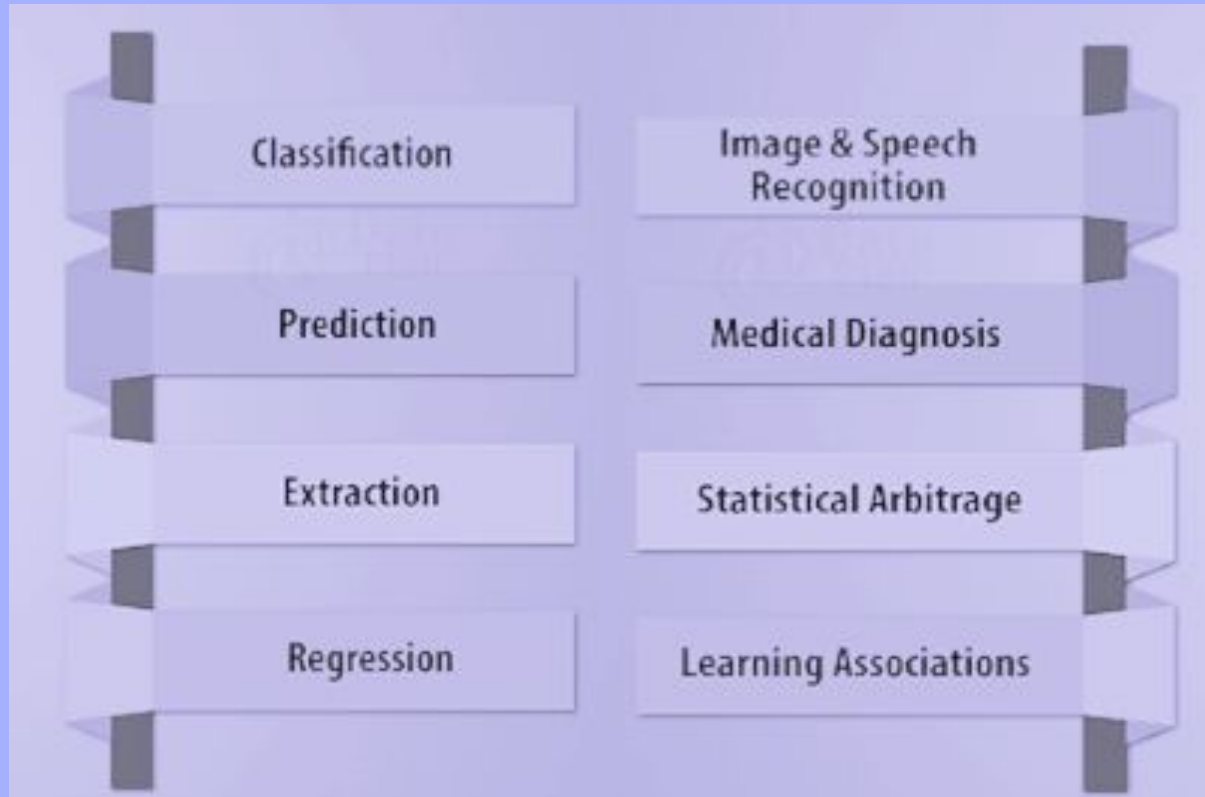 Classification
Prediction
Extraction
Regression
Image & Speech
Recognition
Medical Diagnosis
Statistical Arbitrage
Learning Associations